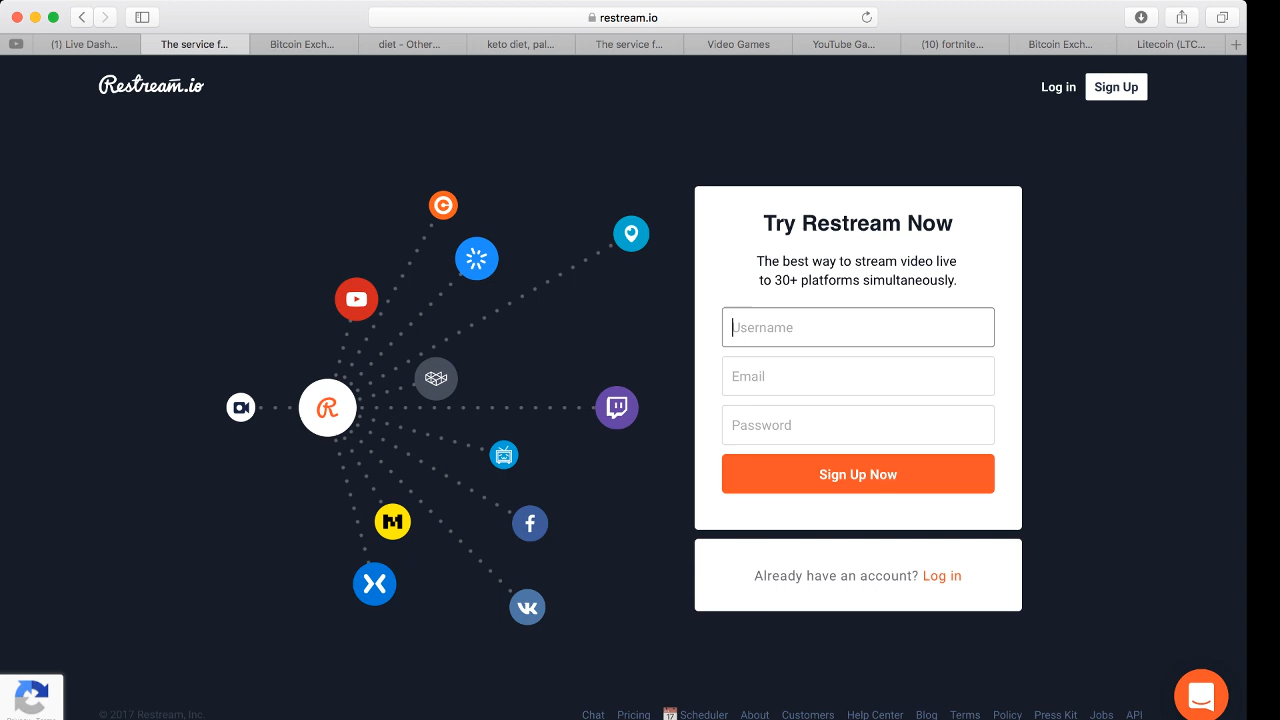 restream.io
(1) Live Dash...
The service f...
Bitcoin Exch...
diet - Other...
keto diet, pal...
The service f...
Video Games
YouTube Ga...
(10) fortnite...
Bitcoin Exch...
Litecoin (LTC...
Restream.io
Log in
Sign Up
Try Restream Now
The best way to stream video live
to 30+ platforms simultaneously.
Username
Email
Password
Sign Up Now
Already have an account? Log in
© 2017 Restream, Inc.
Chat
Pricing
17
Scheduler
About
Customers
Help Center
Blog
Terms
Policy
Press Kit
Jobs
API